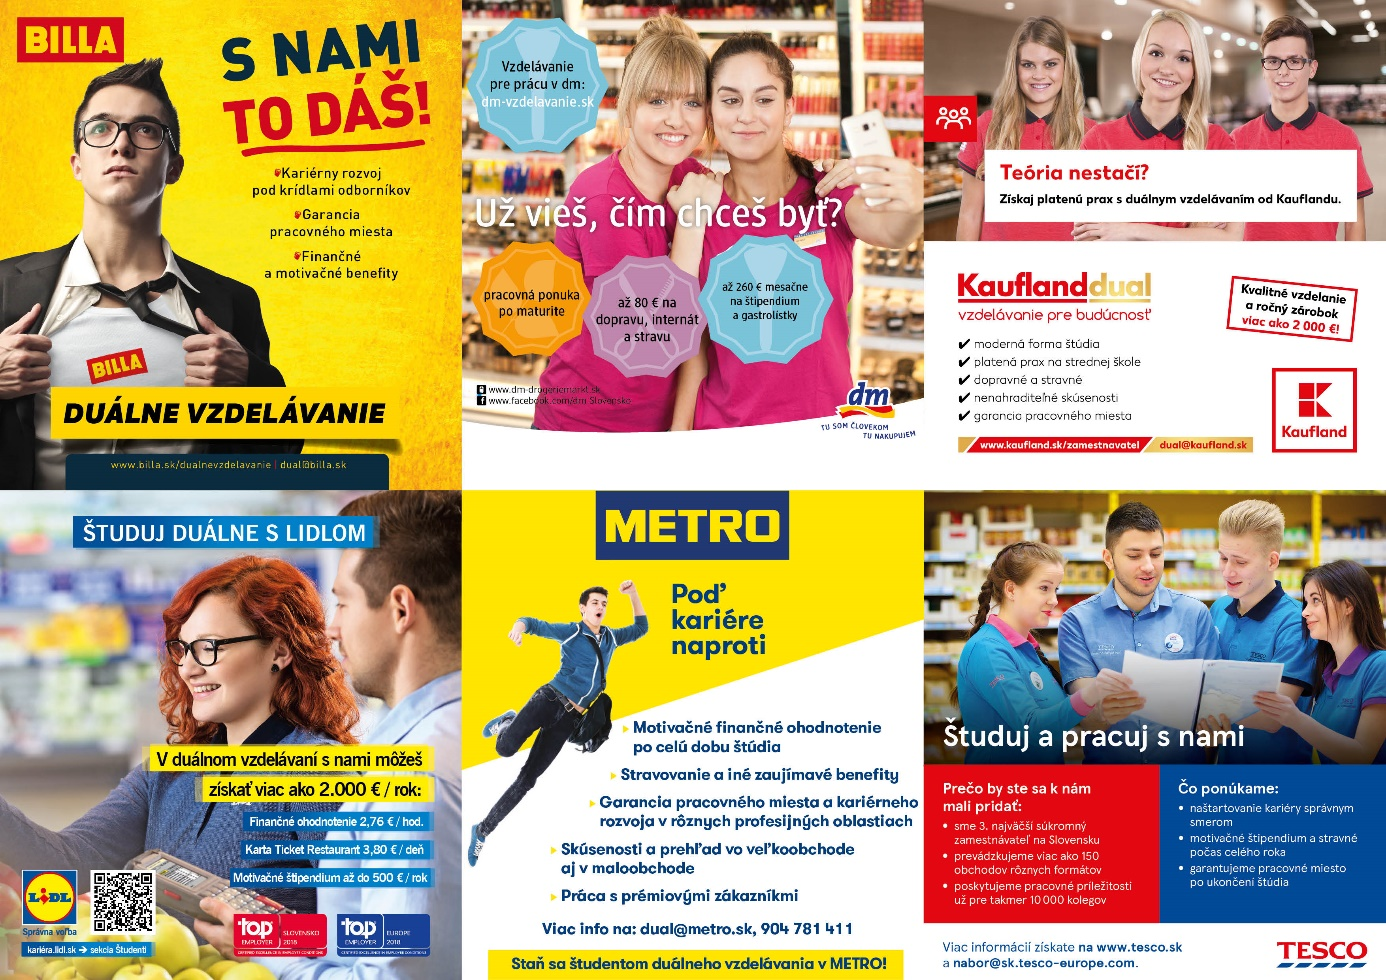 BILLA
S NAMI
TO DÁŠ!
Kariérny rozvoj
pod krídlami odborníkov
Garancia
pracovného miesta
Finančné
a motivačné benefity
BILLA
DUÁLNE VZDELÁVANIE
www.billa.sk/dualnevzdelavanie | dual@billa.sk
Vzdelávanie
pre prácu v dm:
dm-vzdelavanie.sk
Už vieš, čím chceš byť?
pracovná ponuka
po maturite
až 80 € na
dopravu, internát
a stravu
až 260 € mesačne
na štipendium
a gastrolístky
www.dm-drogeriemarkt.sk
www.facebook.com/dm.Slovensko
dm
TU SOM ČLOVEKOM
TU NAKUPUJEM
Teória nestačí?
Získaj platenú prax s duálnym vzdelávaním od Kauflandu.
Kauflanddual
vzdelávanie pre budúcnosť
Kvalitné vzdelanie
a ročný zárobok
viac ako 2 000 €!
✔ moderná forma štúdia
✔ platená prax na strednej škole
✔ dopravné a stravné
✔ nenahraditeľné skúsenosti
✔ garancia pracovného miesta
Kaufland
www.kaufland.sk/zamestnavatel
dual@kaufland.sk
ŠTUDUJ DUÁLNE S LIDLOM
V duálnom vzdelávaní s nami môžeš
získať viac ako 2.000 € / rok:
Finančné ohodnotenie 2,76 € / hod.
Karta Ticket Restaurant 3,80 € / deň
Motivačné štipendium až do 500 € / rok
LIDL
Správna voľba
kariéra.lidl.sk → sekcia Študenti
top
EMPLOYER
SLOVENSKO
2018
CERTIFIED EXCELLENCE IN EMPLOYEE CONDITIONS
top
EMPLOYER
EUROPE
2018
CERTIFIED EXCELLENCE IN EMPLOYEE CONDITIONS
METRO
Poď
kariére
naproti
Motivačné finančné ohodnotenie
po celú dobu štúdia
Stravovanie a iné zaujímavé benefity
Garancia pracovného miesta a kariérneho
rozvoja v rôznych profesijných oblastiach
Skúsenosti a prehľad vo veľkoobchode
aj v maloobchode
Práca s prémiovými zákazníkmi
Viac info na: dual@metro.sk, 904 781 411
Staň sa študentom duálneho vzdelávania v METRO!
Študuj a pracuj s nami
Prečo by ste sa k nám
mali pridať:
• sme 3. najväčší súkromný
zamestnávateľ na Slovensku
• prevádzkujeme viac ako 150
obchodov rôznych formátov
• poskytujeme pracovné príležitosti
už pre takmer 10 000 kolegov
Čo ponúkame:
• naštartovanie kariéry správnym
smerom
• motivačné štipendium a stravné
počas celého roka
• garantujeme pracovné miesto
po ukončení štúdia
Viac informácií získate na www.tesco.sk
a nabor@sk.tesco-europe.com.
TESCO